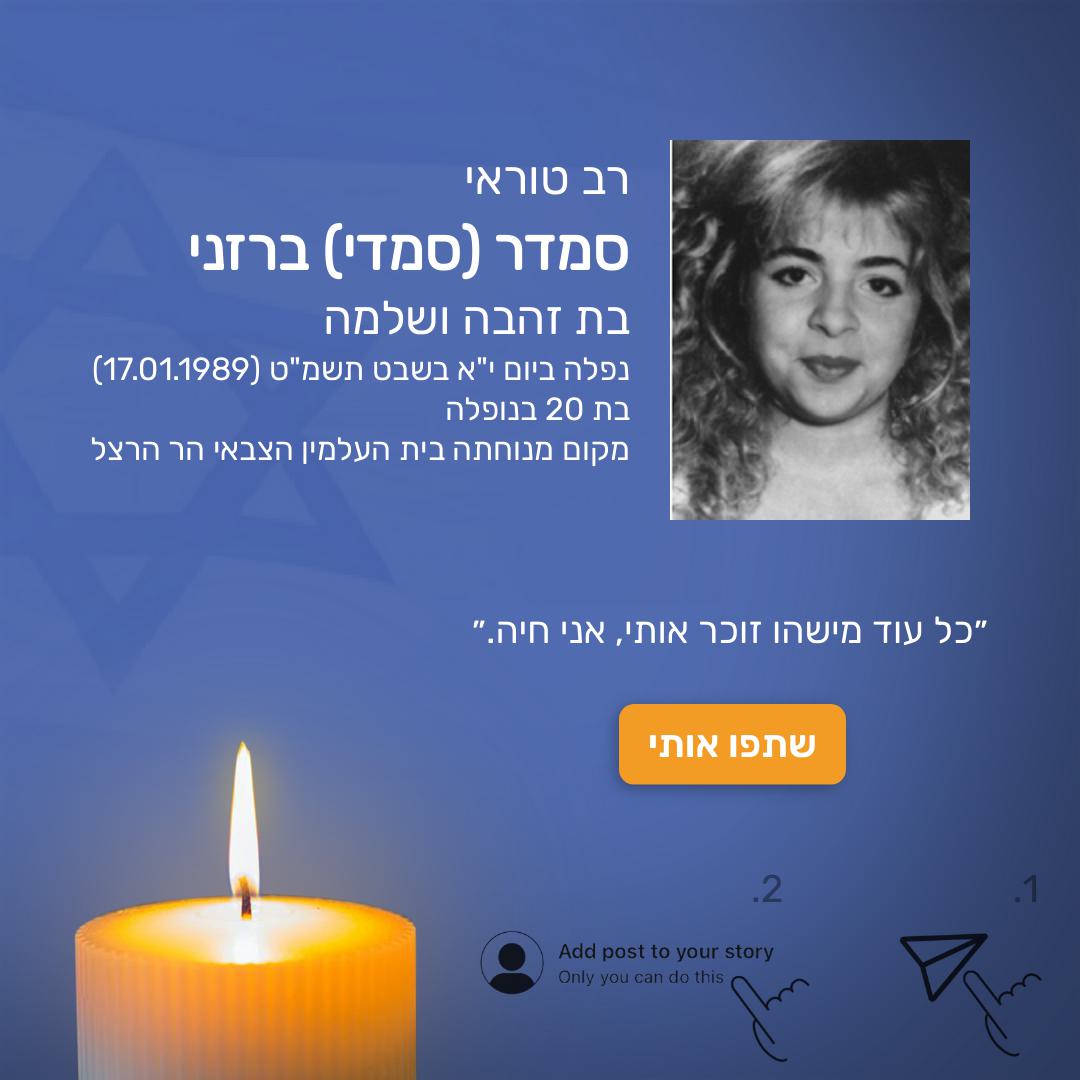 רב טוראי
סמדר (סמדי) ברזני
בת זהבה ושלמה
נפלה ביום י"א בשבט תשמ"ט (17.01.1989)
בת 20 בנופלה
מקום מנוחתה בית העלמין הצבאי הר הרצל
"כל עוד מישהו זוכר אותי, אני חיה."
שתפו אותי
1.
2.
Add post to your story
Only you can do this